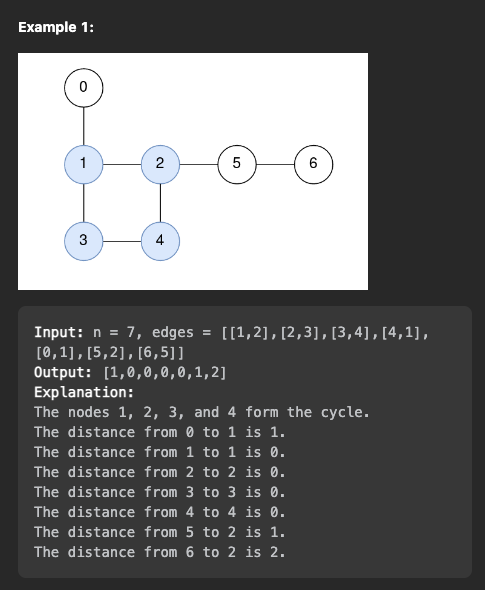 Example 1:
0
1 2 5 6
3 4
Input: n = 7, edges = [[1,2],[2,3],[3,4],[4,1],
[0,1],[5,2],[6,5]]
Output: [1,0,0,0,0,1,2]
Explanation:
The nodes 1, 2, 3, and 4 form the cycle.
The distance from 0 to 1 is 1.
The distance from 1 to 1 is 0.
The distance from 2 to 2 is 0.
The distance from 3 to 3 is 0.
The distance from 4 to 4 is 0.
The distance from 5 to 2 is 1.
The distance from 6 to 2 is 2.